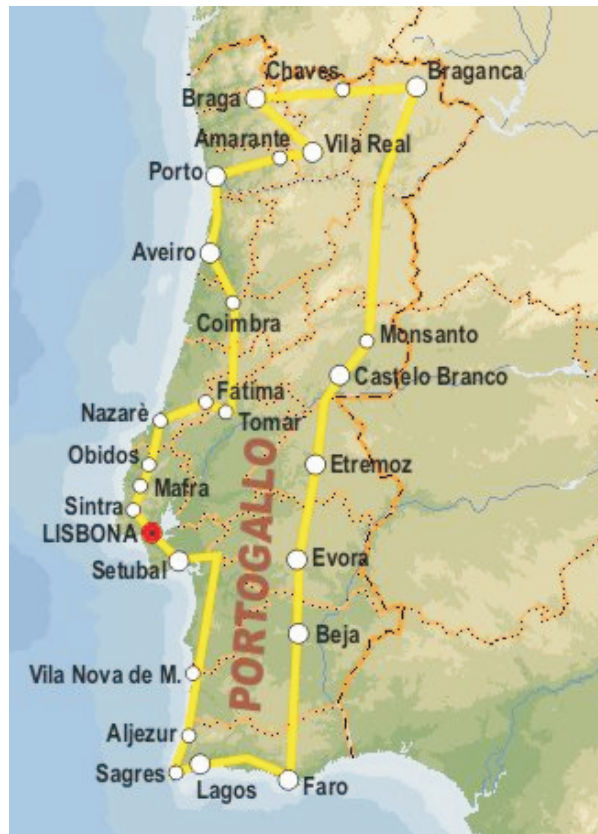 Chaves
Braganca
Braga
Amarante
Vila Real
Porto
Aveiro
Coimbra
Monsanto
Castelo Branco
Fatima
Nazarè
Tomar
Obidos
Etremoz
Mafra
Sintra
LISBONA
Setubal
Evora
PORTOGALLO
Beja
Vila Nova de M.
Aljezur
Sagres
Lagos
Faro